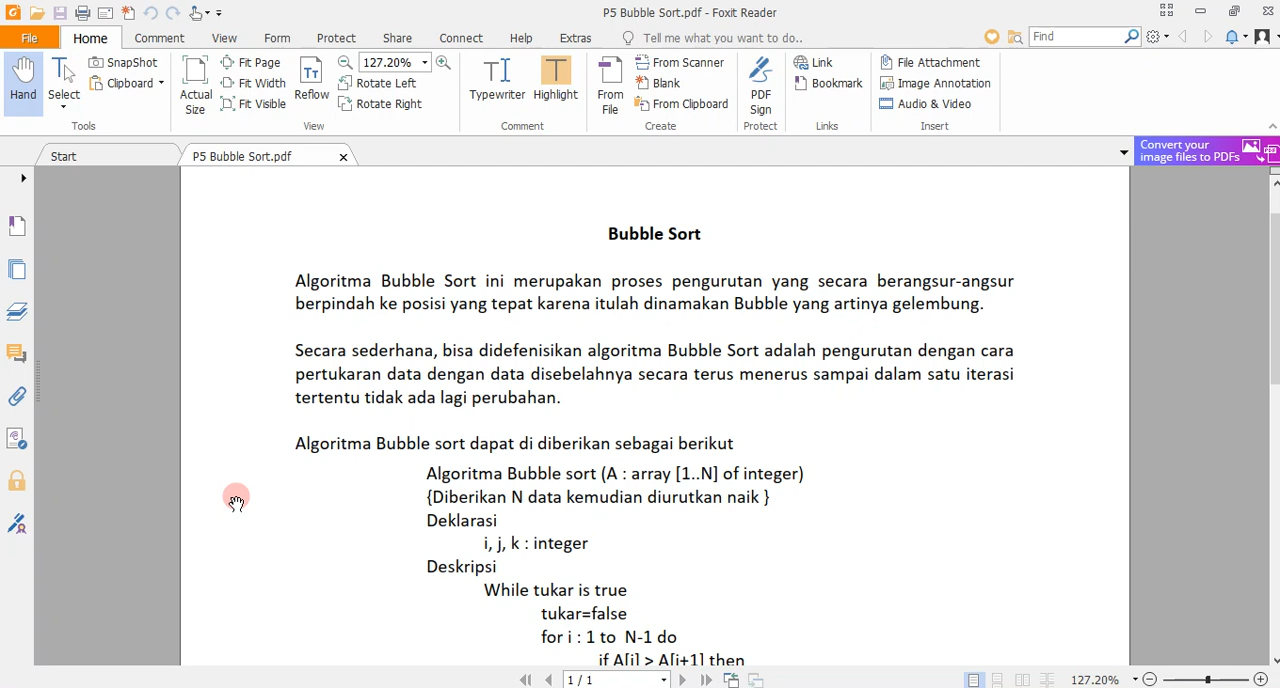 P5 Bubble Sort.pdf - Foxit Reader
File Home Comment View Form Protect Share Connect Help Extras Tell me what you want to do.. Find
Hand
Select
SnapShot
Clipboard
Tools
Actual Size
Fit Page
Fit Width
Fit Visible
Reflow
127.20%
Rotate Left
Rotate Right
View
Typewriter
Highlight
Comment
From File
From Scanner
Blank
From Clipboard
Create
PDF Sign
Protect
Link
Bookmark
Links
File Attachment
Image Annotation
Audio & Video
Insert
Start P5 Bubble Sort.pdf
Convert your
image files to PDFs
Bubble Sort
Algoritma Bubble Sort ini merupakan proses pengurutan yang secara berangsur-angsur
berpindah ke posisi yang tepat karena itulah dinamakan Bubble yang artinya gelembung.
Secara sederhana, bisa didefenisikan algoritma Bubble Sort adalah pengurutan dengan cara
pertukaran data dengan data disebelahnya secara terus menerus sampai dalam satu iterasi
tertentu tidak ada lagi perubahan.
Algoritma Bubble sort dapat di diberikan sebagai berikut
Algoritma Bubble sort (A : array [1..N] of integer)
{Diberikan N data kemudian diurutkan naik }
Deklarasi
i, j, k : integer
Deskripsi
While tukar is true
tukar=false
for i : 1 to N-1 do
if A[i] > A[i+1] then
1 / 1
127.20%